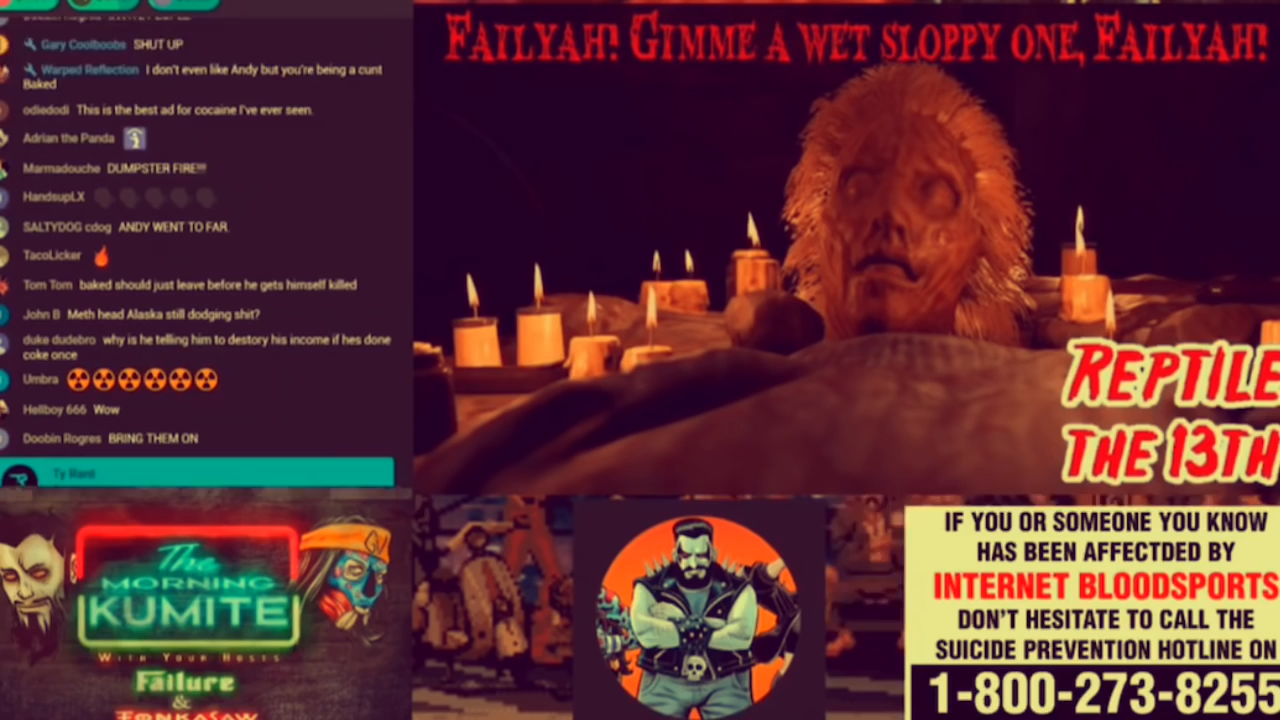 Gary Coolboobs SHUT UP
Warped Reflection I don't even like Andy but you're being a cunt
Baked
odiedodi This is the best ad for cocaine I've ever seen.
Adrian the Panda
Marmadouche DUMPSTER FIRE!!!
HandsupLX
SALTYDOG cdog ANDY WENT TO FAR.
TacoLicker
Tom Tom baked should just leave before he gets himself killed
John B Meth head Alaska still dodging shit?
duke dudebro why is he telling him to destory his income if hes done
coke once
Umbra
Hellboy 666 Wow
Doobin Rogres BRING THEM ON
Ty Rant
FAILYAH! GIMME A WET SLOPPY ONE, FAILYAH!
REPTILE
THE 13TH
The
MORNING
KUMITE
With Your Hosts
Failure
&
TONKASAW
IF YOU OR SOMEONE YOU KNOW
HAS BEEN AFFECTDED BY
INTERNET BLOODSPORTS
DON'T HESITATE TO CALL THE
SUICIDE PREVENTION HOTLINE ON
1-800-273-8255